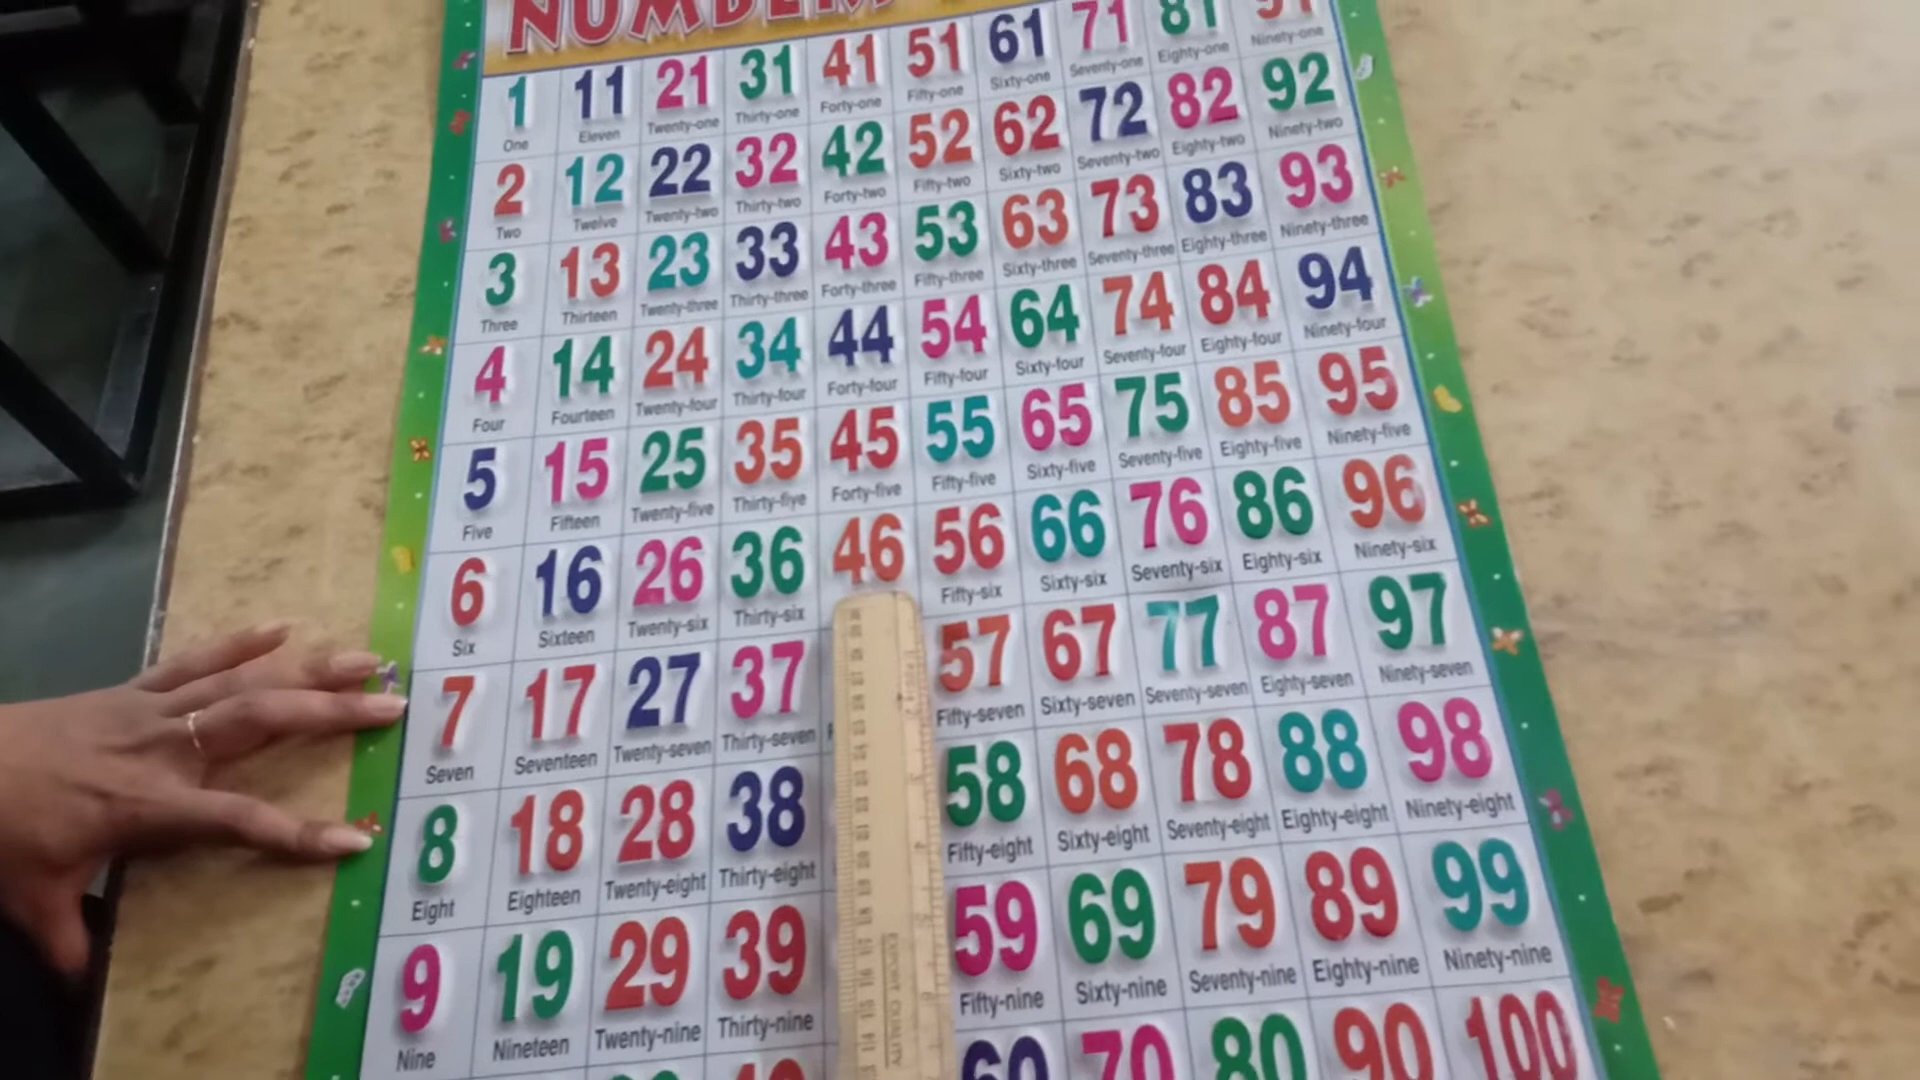 NUMBER
1 11 21 31 41 51 61 71 81 91
One Eleven Twenty-one Thirty-one Forty-one Fifty-one Sixty-one Seventy-one Eighty-one Ninety-one
2 12 22 32 42 52 62 72 82 92
Two Twelve Twenty-two Thirty-two Forty-two Fifty-two Sixty-two Seventy-two Eighty-two Ninety-two
3 13 23 33 43 53 63 73 83 93
Three Thirteen Twenty-three Thirty-three Forty-three Fifty-three Sixty-three Seventy-three Eighty-three Ninety-three
4 14 24 34 44 54 64 74 84 94
Four Fourteen Twenty-four Thirty-four Forty-four Fifty-four Sixty-four Seventy-four Eighty-four Ninety-four
5 15 25 35 45 55 65 75 85 95
Five Fifteen Twenty-five Thirty-five Forty-five Fifty-five Sixty-five Seventy-five Eighty-five Ninety-five
6 16 26 36 46 56 66 76 86 96
Six Sixteen Twenty-six Thirty-six Fifty-six Sixty-six Seventy-six Eighty-six Ninety-six
7 17 27 37 57 67 77 87 97
Seven Seventeen Twenty-seven Thirty-seven Fifty-seven Sixty-seven Seventy-seven Eighty-seven Ninety-seven
8 18 28 38 58 68 78 88 98
Eight Eighteen Twenty-eight Thirty-eight Fifty-eight Sixty-eight Seventy-eight Eighty-eight Ninety-eight
9 19 29 39 59 69 79 89 99
Nine Nineteen Twenty-nine Thirty-nine Fifty-nine Sixty-nine Seventy-nine Eighty-nine Ninety-nine
60 70 80 90 100
EXPORT QUALITY